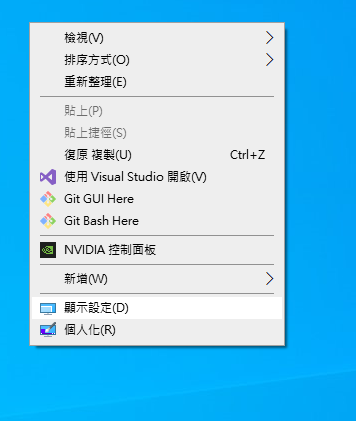 檢視(V)
排序方式(O)
重新整理(E)
貼上(P)
貼上捷徑(S)
復原 複製(U) Ctrl+Z
使用 Visual Studio 開啟(V)
Git GUI Here
Git Bash Here
NVIDIA 控制面板
新增(W)
顯示設定(D)
個人化(R)